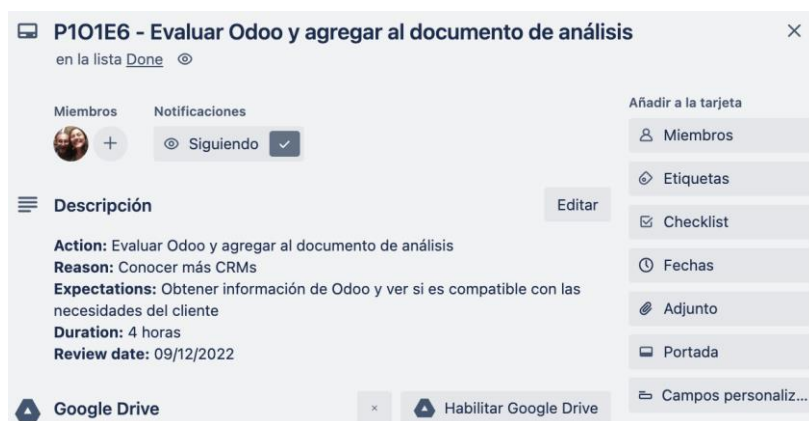 P1O1E6 - Evaluar Odoo y agregar al documento de análisis
en la lista Done
Miembros
Notificaciones
Siguiendo
Descripción
Editar
Action: Evaluar Odoo y agregar al documento de análisis
Reason: Conocer más CRMs
Expectations: Obtener información de Odoo y ver si es compatible con las
necesidades del cliente
Duration: 4 horas
Review date: 09/12/2022
Google Drive
Habilitar Google Drive
Añadir a la tarjeta
Miembros
Etiquetas
Checklist
Fechas
Adjunto
Portada
Campos personaliz...